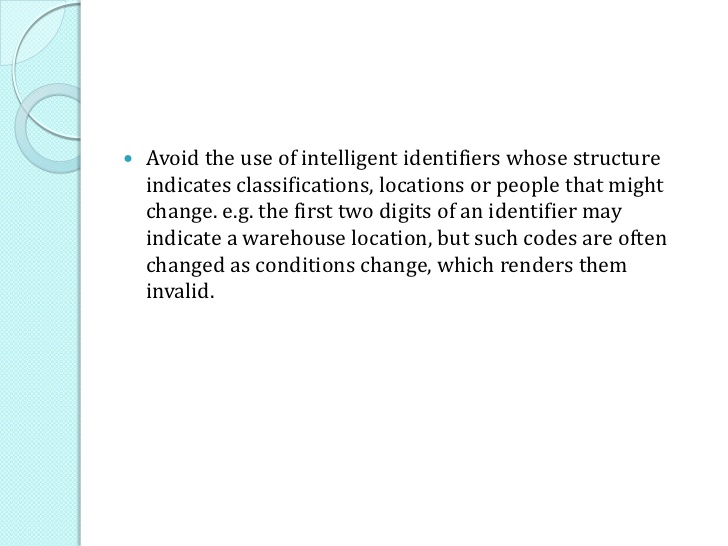 • Avoid the use of intelligent identifiers whose structure
indicates classifications, locations or people that might
change. e.g. the first two digits of an identifier may
indicate a warehouse location, but such codes are often
changed as conditions change, which renders them
invalid.